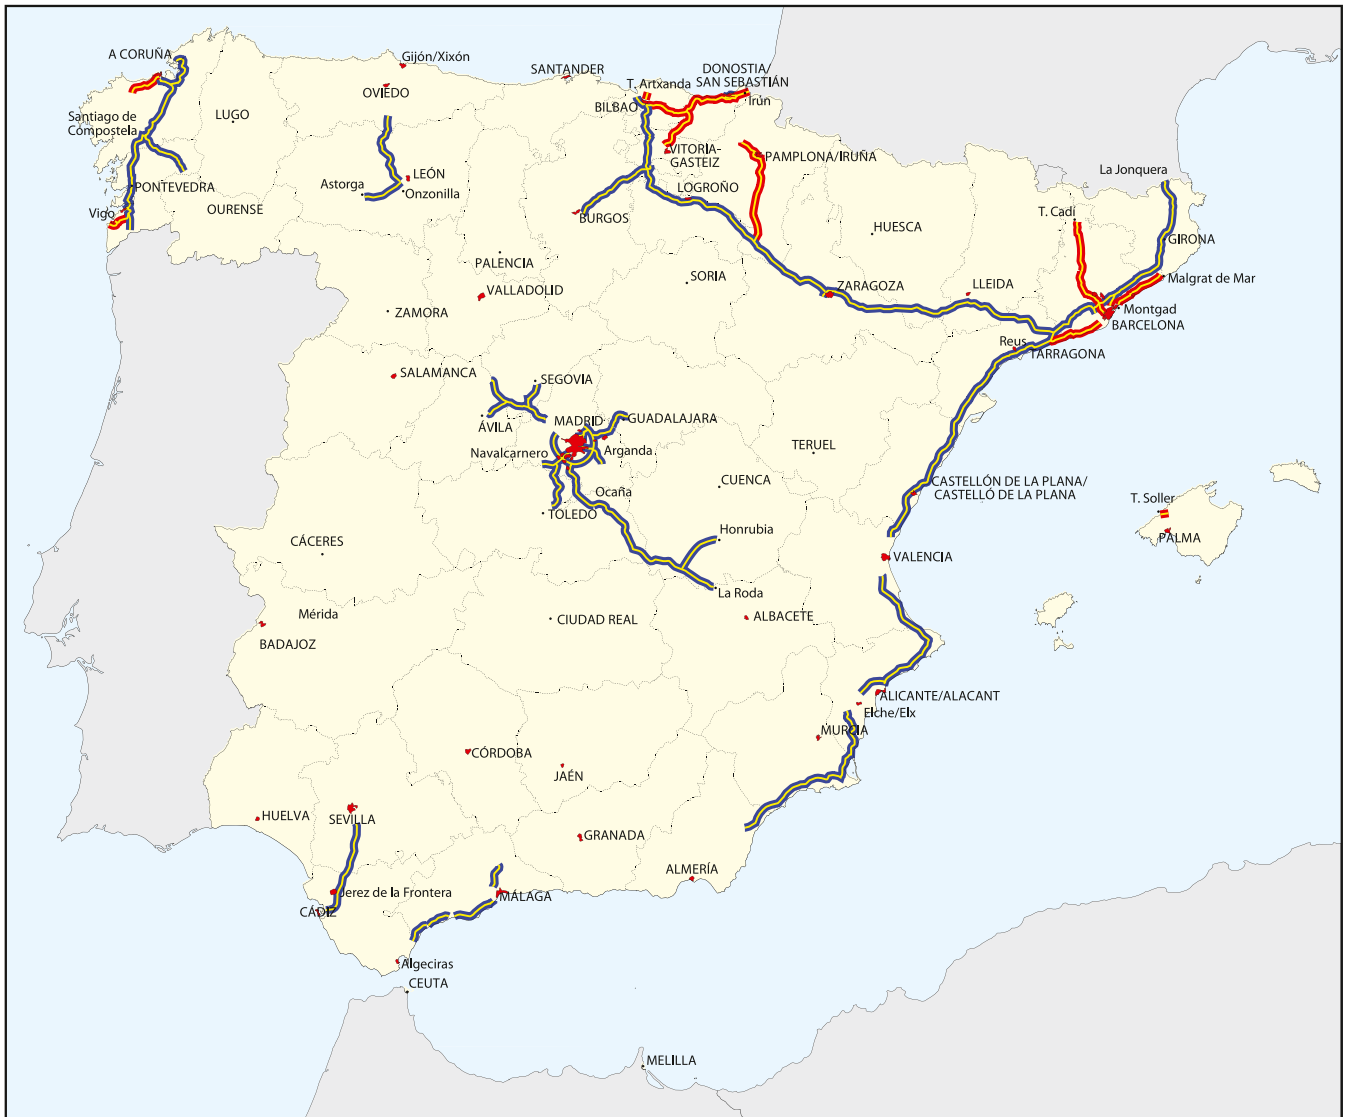 A CORUÑA
Gijón/Xixón
SANTANDER
DONOSTIA/
SAN SEBASTIÁN
T. Artxanda
OVIEDO
BILBAO
Irún
LUGO
Santiago de
Compostela
VITORIA-
GASTEIZ
PAMPLONA/IRUÑA
La Jonquera
LEÓN
Astorga
Onzonilla
PONTEVEDRA
LOGROÑO
OURENSE
Vigo
BURGOS
T. Cadí
HUESCA
GIRONA
PALENCIA
SORIA
Malgrat de Mar
VALLADOLID
ZARAGOZA
LLEIDA
ZAMORA
Montgad
BARCELONA
Reus
TARRAGONA
SALAMANCA
SEGOVIA
ÁVILA
MADRID
GUADALAJARA
TERUEL
Navalcarnero
Arganda
CUENCA
CASTELLÓN DE LA PLANA/
CASTELLÓ DE LA PLANA
Ocaña
T. Soller
TOLEDO
Honrubia
PALMA
CÁCERES
VALENCIA
La Roda
Mérida
CIUDAD REAL
ALBACETE
BADAJOZ
ALICANTE/ALACANT
Elche/Elx
MURCIA
CÓRDOBA
JAÉN
HUELVA
SEVILLA
GRANADA
ALMERÍA
Jerez de la Frontera
MÁLAGA
CÁDIZ
Algeciras
CEUTA
MELILLA